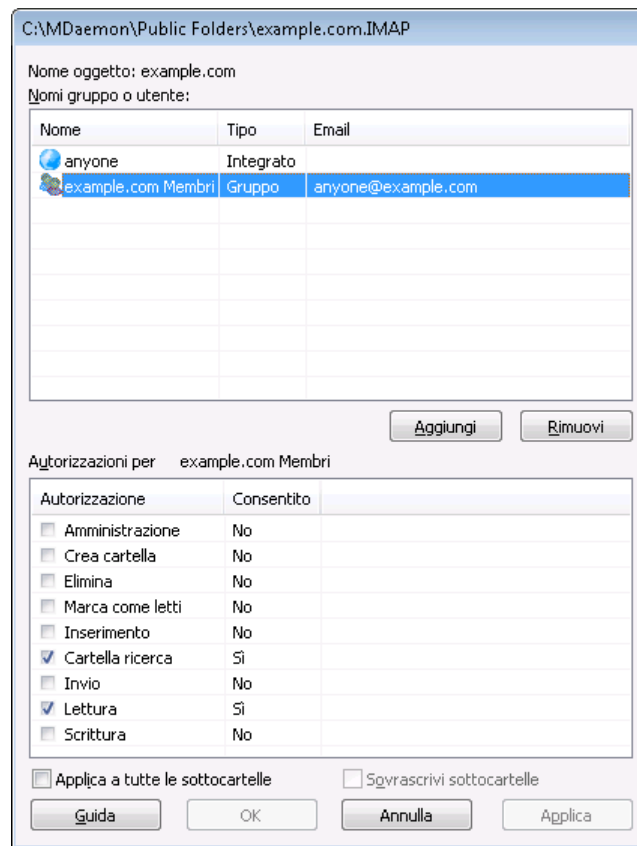 C:\MDaemon\Public Folders\example.com.IMAP
Nome oggetto: example.com
Nomi gruppo o utente:
Nome Tipo Email
anyone Integrato
example.com Membri Gruppo anyone@example.com
Aggiungi Rimuovi
Autorizzazioni per example.com Membri
Autorizzazione Consentito
Amministrazione No
Crea cartella No
Elimina No
Marca come letti No
Inserimento No
Cartella ricerca Sì
Invio No
Lettura Sì
Scrittura No
Applica a tutte le sottocartelle Sovrascrivi sottocartelle
Guida OK Annulla Applica